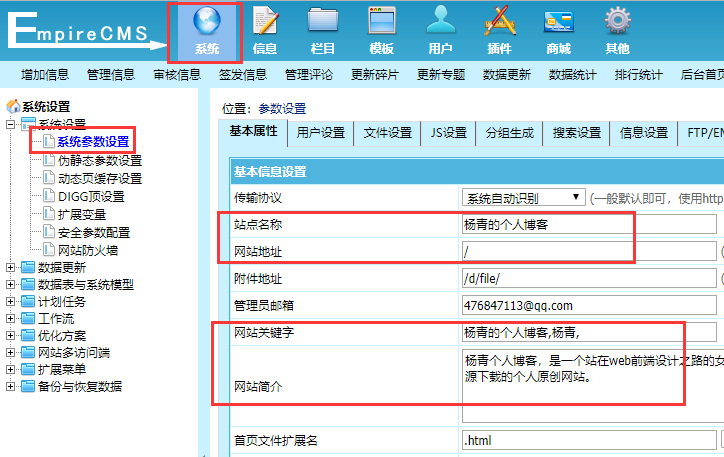 EmpireCMS
系统
信息
栏目
模板
用户
插件
商城
其他
增加信息 管理信息 审核信息 签发信息 管理评论 更新碎片 更新专题 数据更新 数据统计 排行统计 后台首页
系统设置
系统设置
系统参数设置
伪静态参数设置
动态页缓存设置
DIGG顶设置
扩展变量
安全参数配置
网站防火墙
数据更新
数据表与系统模型
计划任务
工作流
优化方案
网站多访问端
扩展菜单
备份与恢复数据
位置：参数设置
基本属性 用户设置 文件设置 JS设置 分组生成 搜索设置 信息设置 FTP/EM
基本信息设置
传输协议 系统自动识别 (一般默认即可，使用http
站点名称 杨青的个人博客
网站地址 / (
附件地址 /d/file/ (
管理员邮箱 476847113@qq.com
网站关键字 杨青的个人博客,杨青,
网站简介 杨青个人博客，是一个站在web前端设计之路的女
源下载的个人原创网站。
首页文件扩展名 .html